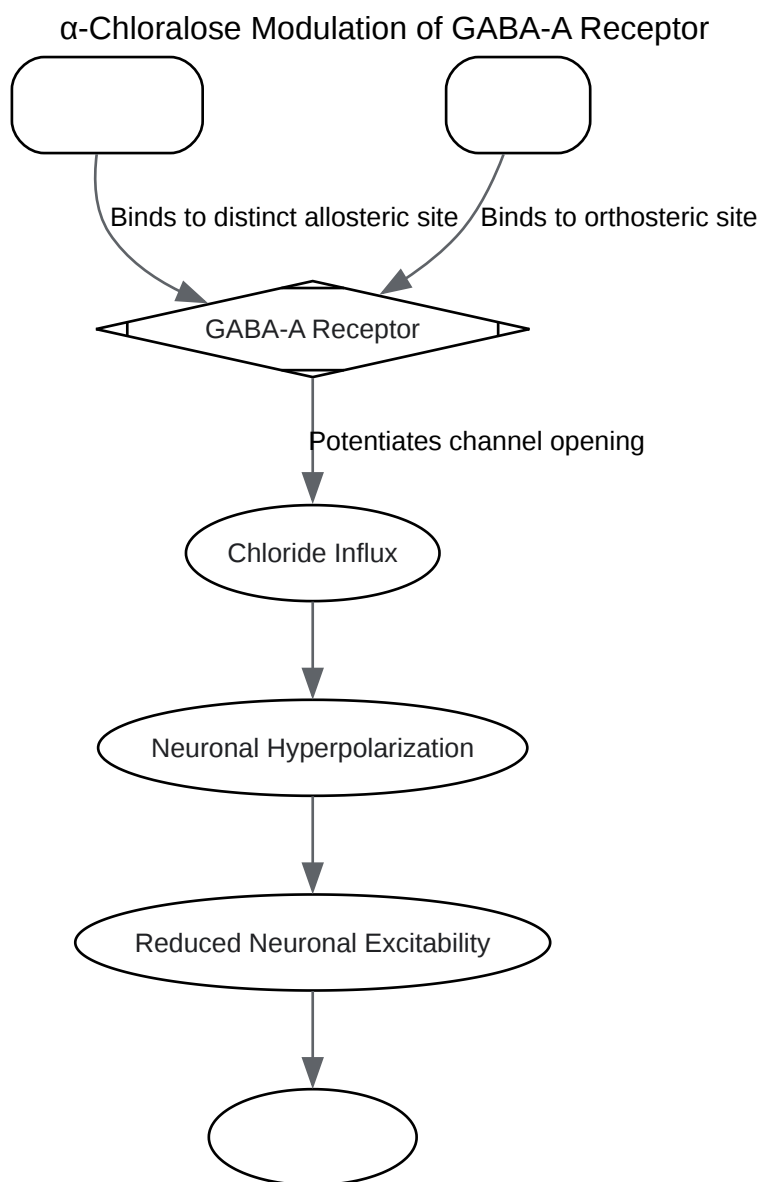 α-Chloralose Modulation of GABA-A Receptor
Binds to distinct allosteric site
Binds to orthosteric site
GABA-A Receptor
Potentiates channel opening
Chloride Influx
Neuronal Hyperpolarization
Reduced Neuronal Excitability